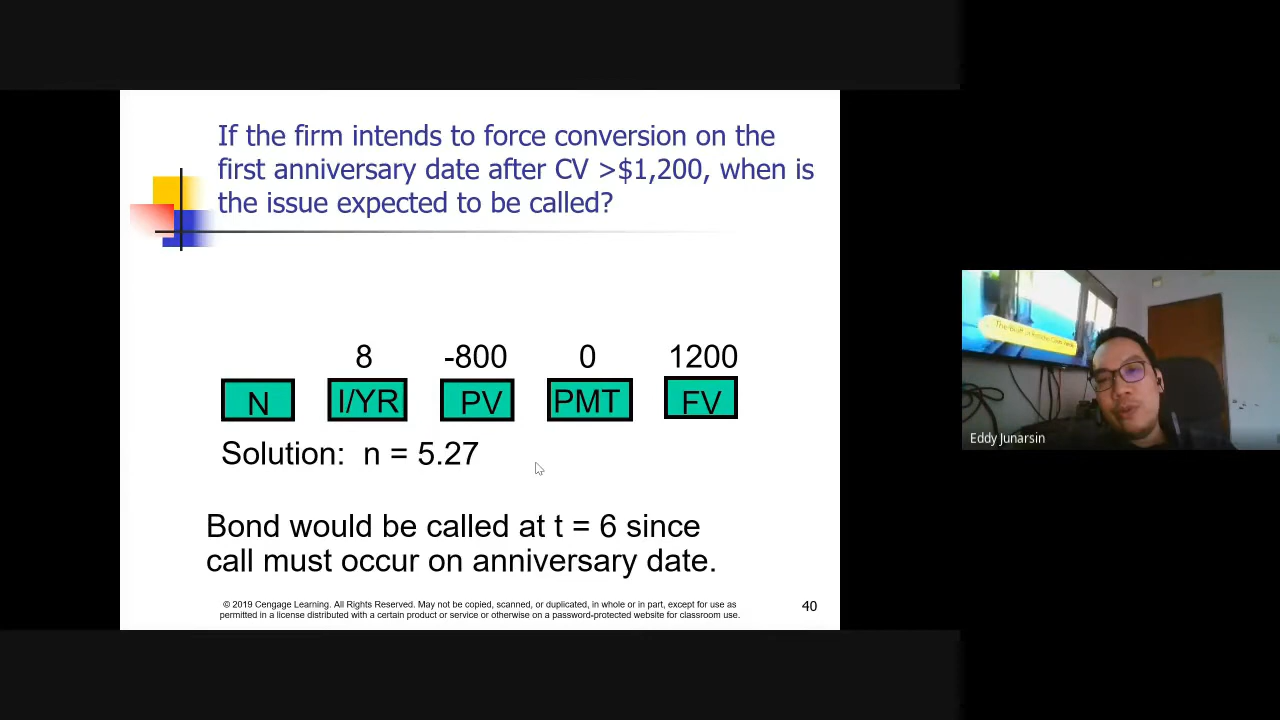 If the firm intends to force conversion on the
first anniversary date after CV >$1,200, when is
the issue expected to be called?
8 -800 0 1200
N I/YR PV PMT FV
Solution: n = 5.27
Bond would be called at t = 6 since
call must occur on anniversary date.
© 2019 Cengage Learning. All Rights Reserved. May not be copied, scanned, or duplicated, in whole or in part, except for use as
permitted in a license distributed with a certain product or service or otherwise on a password-protected website for classroom use.
40
Eddy Junarsin